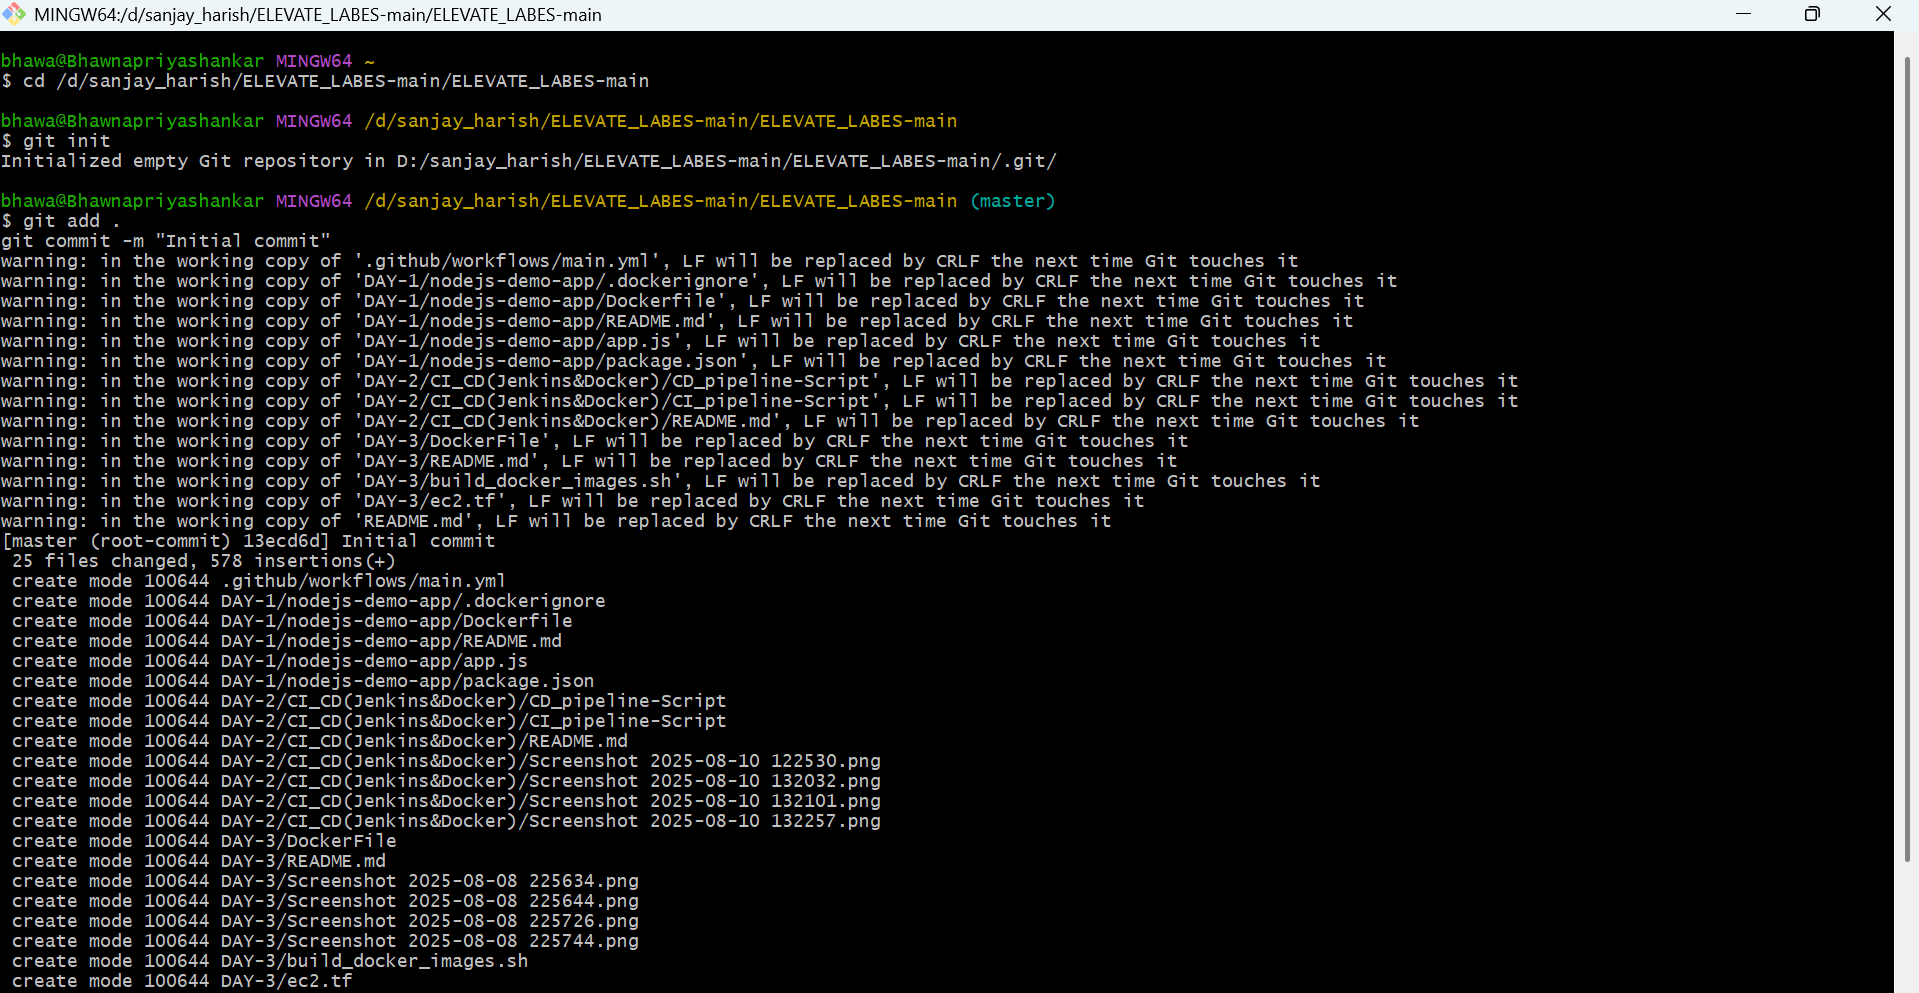 MINGW64:/d/sanjay_harish/ELEVATE_LABES-main/ELEVATE_LABES-main
bhawa@Bhawnapriyashankar MINGW64 ~
$ cd /d/sanjay_harish/ELEVATE_LABES-main/ELEVATE_LABES-main
bhawa@Bhawnapriyashankar MINGW64 /d/sanjay_harish/ELEVATE_LABES-main/ELEVATE_LABES-main
$ git init
Initialized empty Git repository in D:/sanjay_harish/ELEVATE_LABES-main/ELEVATE_LABES-main/.git/
bhawa@Bhawnapriyashankar MINGW64 /d/sanjay_harish/ELEVATE_LABES-main/ELEVATE_LABES-main (master)
$ git add .
git commit -m "Initial commit"
warning: in the working copy of '.github/workflows/main.yml', LF will be replaced by CRLF the next time Git touches it
warning: in the working copy of 'DAY-1/nodejs-demo-app/.dockerignore', LF will be replaced by CRLF the next time Git touches it
warning: in the working copy of 'DAY-1/nodejs-demo-app/Dockerfile', LF will be replaced by CRLF the next time Git touches it
warning: in the working copy of 'DAY-1/nodejs-demo-app/README.md', LF will be replaced by CRLF the next time Git touches it
warning: in the working copy of 'DAY-1/nodejs-demo-app/app.js', LF will be replaced by CRLF the next time Git touches it
warning: in the working copy of 'DAY-1/nodejs-demo-app/package.json', LF will be replaced by CRLF the next time Git touches it
warning: in the working copy of 'DAY-2/CI_CD(Jenkins&Docker)/CD_pipeline-Script', LF will be replaced by CRLF the next time Git touches it
warning: in the working copy of 'DAY-2/CI_CD(Jenkins&Docker)/CI_pipeline-Script', LF will be replaced by CRLF the next time Git touches it
warning: in the working copy of 'DAY-2/CI_CD(Jenkins&Docker)/README.md', LF will be replaced by CRLF the next time Git touches it
warning: in the working copy of 'DAY-3/DockerFile', LF will be replaced by CRLF the next time Git touches it
warning: in the working copy of 'DAY-3/README.md', LF will be replaced by CRLF the next time Git touches it
warning: in the working copy of 'DAY-3/build_docker_images.sh', LF will be replaced by CRLF the next time Git touches it
warning: in the working copy of 'DAY-3/ec2.tf', LF will be replaced by CRLF the next time Git touches it
warning: in the working copy of 'README.md', LF will be replaced by CRLF the next time Git touches it
[master (root-commit) 13ecd6d] Initial commit
 25 files changed, 578 insertions(+)
 create mode 100644 .github/workflows/main.yml
 create mode 100644 DAY-1/nodejs-demo-app/.dockerignore
 create mode 100644 DAY-1/nodejs-demo-app/Dockerfile
 create mode 100644 DAY-1/nodejs-demo-app/README.md
 create mode 100644 DAY-1/nodejs-demo-app/app.js
 create mode 100644 DAY-1/nodejs-demo-app/package.json
 create mode 100644 DAY-2/CI_CD(Jenkins&Docker)/CD_pipeline-Script
 create mode 100644 DAY-2/CI_CD(Jenkins&Docker)/CI_pipeline-Script
 create mode 100644 DAY-2/CI_CD(Jenkins&Docker)/README.md
 create mode 100644 DAY-2/CI_CD(Jenkins&Docker)/Screenshot 2025-08-10 122530.png
 create mode 100644 DAY-2/CI_CD(Jenkins&Docker)/Screenshot 2025-08-10 132032.png
 create mode 100644 DAY-2/CI_CD(Jenkins&Docker)/Screenshot 2025-08-10 132101.png
 create mode 100644 DAY-2/CI_CD(Jenkins&Docker)/Screenshot 2025-08-10 132257.png
 create mode 100644 DAY-3/DockerFile
 create mode 100644 DAY-3/README.md
 create mode 100644 DAY-3/Screenshot 2025-08-08 225634.png
 create mode 100644 DAY-3/Screenshot 2025-08-08 225644.png
 create mode 100644 DAY-3/Screenshot 2025-08-08 225726.png
 create mode 100644 DAY-3/Screenshot 2025-08-08 225744.png
 create mode 100644 DAY-3/build_docker_images.sh
 create mode 100644 DAY-3/ec2.tf